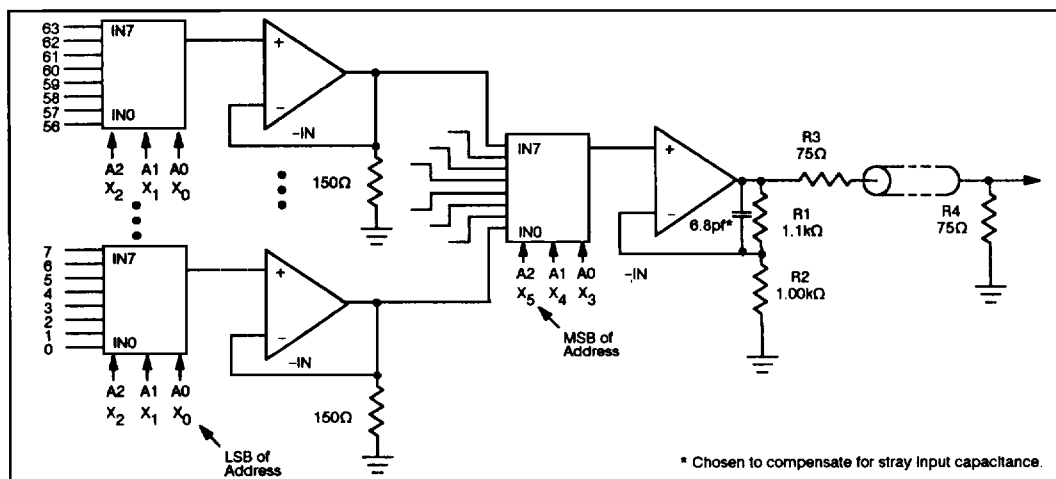 63
62
61
60
59
58
57
56
IN7
IN0
A2 A1 A0
X2 X1 X0
+
−
−IN
150Ω
7
6
5
4
3
2
1
0
IN7
IN0
A2 A1 A0
X2 X1 X0
LSB of
Address
+
−
−IN
150Ω
IN7
IN0
A2 A1 A0
X5 X4 X3
MSB of
Address
+
−
−IN
6.8pf*
R1
1.1kΩ
R2
1.00kΩ
R3
75Ω
R4
75Ω
* Chosen to compensate for stray input capacitance.